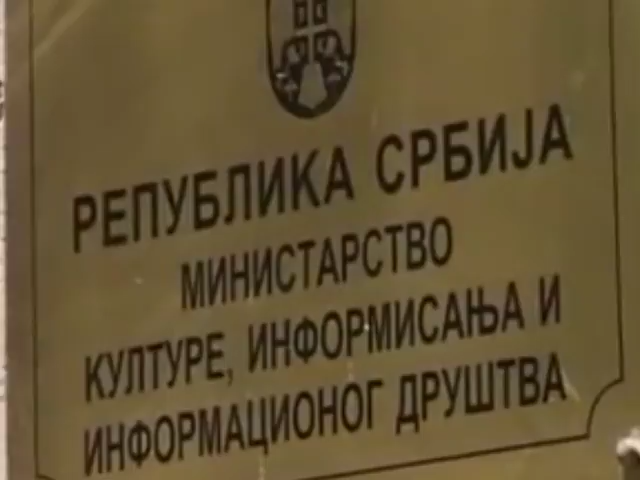 РЕПУБЛИКА СРБИЈА
МИНИСТАРСТВО
КУЛТУРЕ, ИНФОРМИСАЊА И
ИНФОРМАЦИОНОГ ДРУШТВА